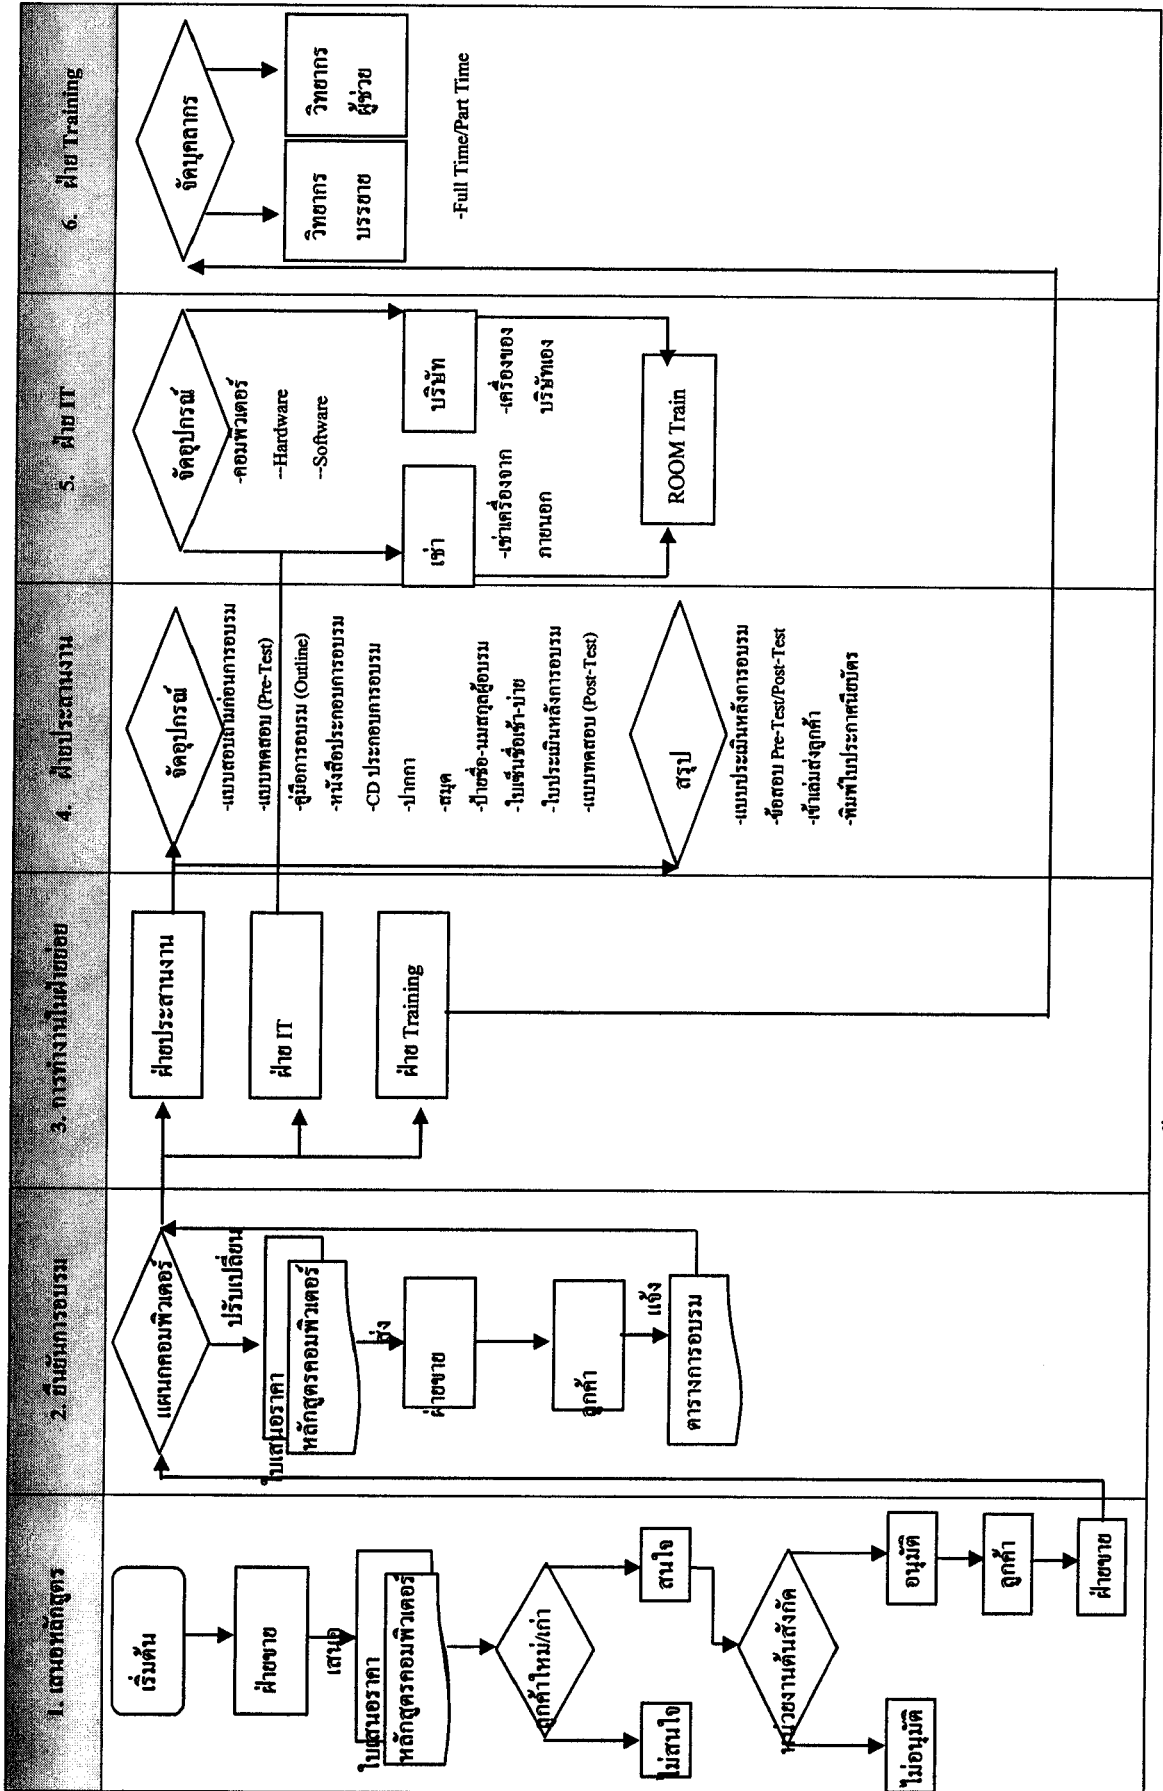 1. เสนอหลักสูตร
เริ่มต้น
ฝ่ายขาย
เสนอ
ใบเสนอราคา
หลักสูตรคอมพิวเตอร์
ลูกค้าใหม่/เก่า
ไม่สนใจ
สนใจ
หน่วยงานต้นสังกัด
ไม่อนุมัติ
อนุมัติ
ลูกค้า
ฝ่ายขาย
2. ยืนยันการอบรม
แผนกคอมพิวเตอร์
ปรับเปลี่ยน
ใบเสนอราคา
หลักสูตรคอมพิวเตอร์
ส่ง
ฝ่ายขาย
ลูกค้า
แจ้ง
ตารางการอบรม
3. การทำงานในฝ่ายย่อย
ฝ่ายประสานงาน
ฝ่าย IT
ฝ่าย Training
4. ฝ่ายประสานงาน
จัดอุปกรณ์
-แบบสอบถามก่อนการอบรม
-แบบทดสอบ (Pre-Test)
-คู่มือการอบรม (Outline)
-หนังสือประกอบการอบรม
-CD ประกอบการอบรม
-ปากกา
-สมุด
-ป้ายชื่อ-นมสกุลผู้อบรม
-ใบเซ็นชื่อเช้า-บ่าย
-ใบประเมินหลังการอบรม
-แบบทดสอบ (Post-Test)
สรุป
-แบบประเมินหลังการอบรม
-ข้อสอบ Pre-Test/Post-Test
-เข้าเล่มส่งลูกค้า
-พิมพ์ใบประกาศนียบัตร
5. ฝ่าย IT
จัดอุปกรณ์
-คอมพิวเตอร์
--Hardware
--Software
เช่า
-เช่าเครื่องจาก
ภายนอก
บริษัท
-เครื่องของ
บริษัทเอง
ROOM Train
6. ฝ่าย Training
จัดบุคลากร
วิทยากร
บรรยาย
วิทยากร
ผู้ช่วย
-Full Time/Part Time